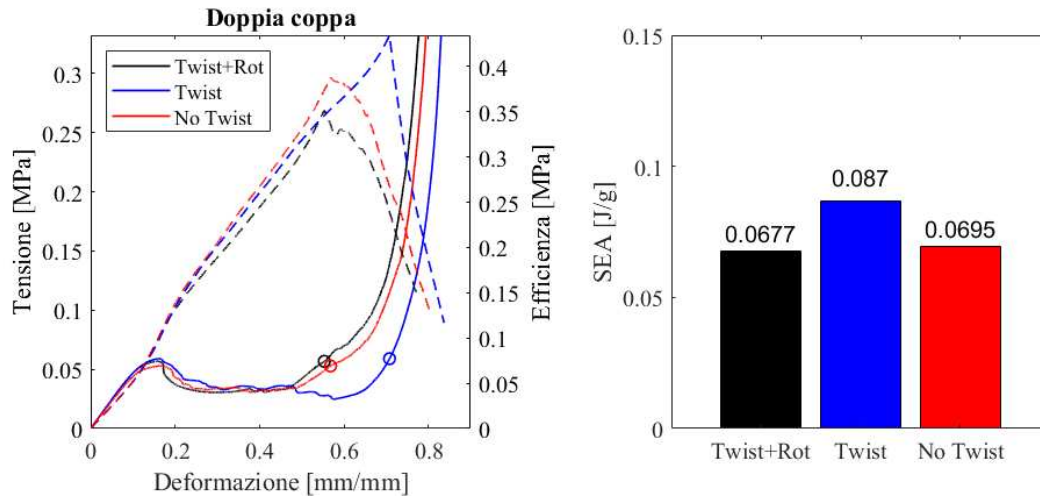 Doppia coppa
Twist+Rot
Twist
No Twist
Tensione [MPa]
0.3
0.25
0.2
0.15
0.1
0.05
0
0 0.2 0.4 0.6 0.8
Deformazione [mm/mm]
Efficienza [MPa]
0.4
0.35
0.3
0.25
0.2
0.15
0.1
0.05
0
SEA [J/g]
0.15
0.1
0.05
0
0.0677
0.087
0.0695
Twist+Rot Twist No Twist